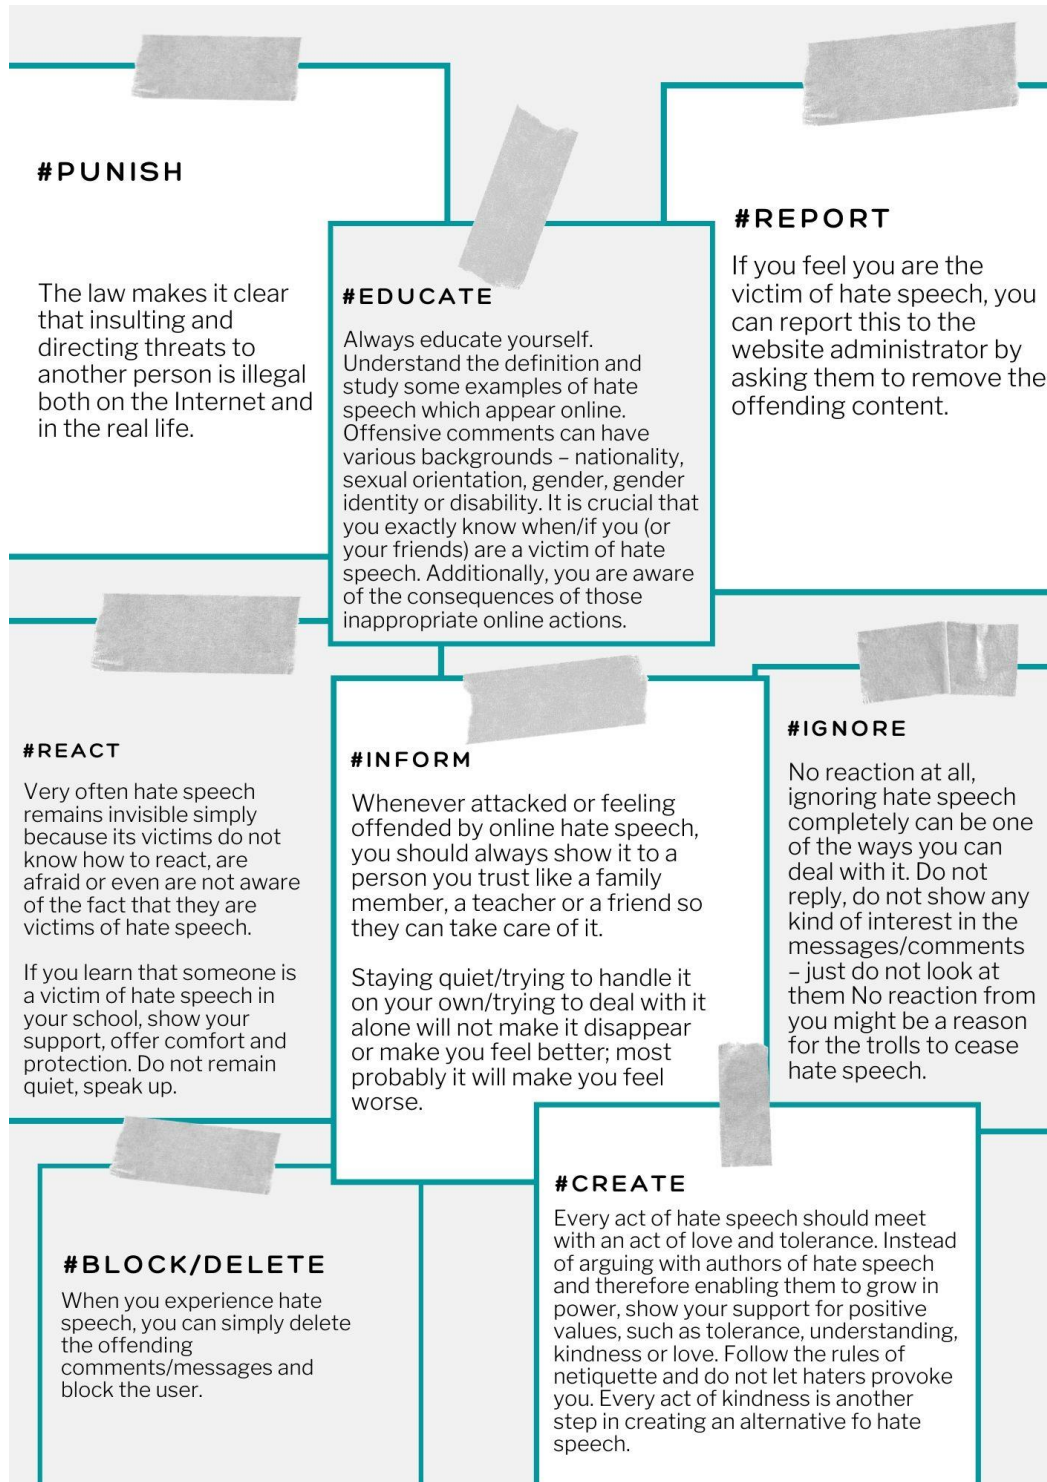 #PUNISH
The law makes it clear
that insulting and
directing threats to
another person is illegal
both on the Internet and
in the real life.
#EDUCATE
Always educate yourself.
Understand the definition and
study some examples of hate
speech which appear online.
Offensive comments can have
various backgrounds – nationality,
sexual orientation, gender, gender
identity or disability. It is crucial that
you exactly know when/if you (or
your friends) are a victim of hate
speech. Additionally, you are aware
of the consequences of those
inappropriate online actions.
#REPORT
If you feel you are the
victim of hate speech, you
can report this to the
website administrator by
asking them to remove the
offending content.
#REACT
Very often hate speech
remains invisible simply
because its victims do not
know how to react, are
afraid or even are not aware
of the fact that they are
victims of hate speech.
If you learn that someone is
a victim of hate speech in
your school, show your
support, offer comfort and
protection. Do not remain
quiet, speak up.
#INFORM
Whenever attacked or feeling
offended by online hate speech,
you should always show it to a
person you trust like a family
member, a teacher or a friend so
they can take care of it.
Staying quiet/trying to handle it
on your own/trying to deal with it
alone will not make it disappear
or make you feel better; most
probably it will make you feel
worse.
#IGNORE
No reaction at all,
ignoring hate speech
completely can be one
of the ways you can
deal with it. Do not
reply, do not show any
kind of interest in the
messages/comments
– just do not look at
them No reaction from
you might be a reason
for the trolls to cease
hate speech.
#BLOCK/DELETE
When you experience hate
speech, you can simply delete
the offending
comments/messages and
block the user.
#CREATE
Every act of hate speech should meet
with an act of love and tolerance. Instead
of arguing with authors of hate speech
and therefore enabling them to grow in
power, show your support for positive
values, such as tolerance, understanding,
kindness or love. Follow the rules of
netiquette and do not let haters provoke
you. Every act of kindness is another
step in creating an alternative fo hate
speech.